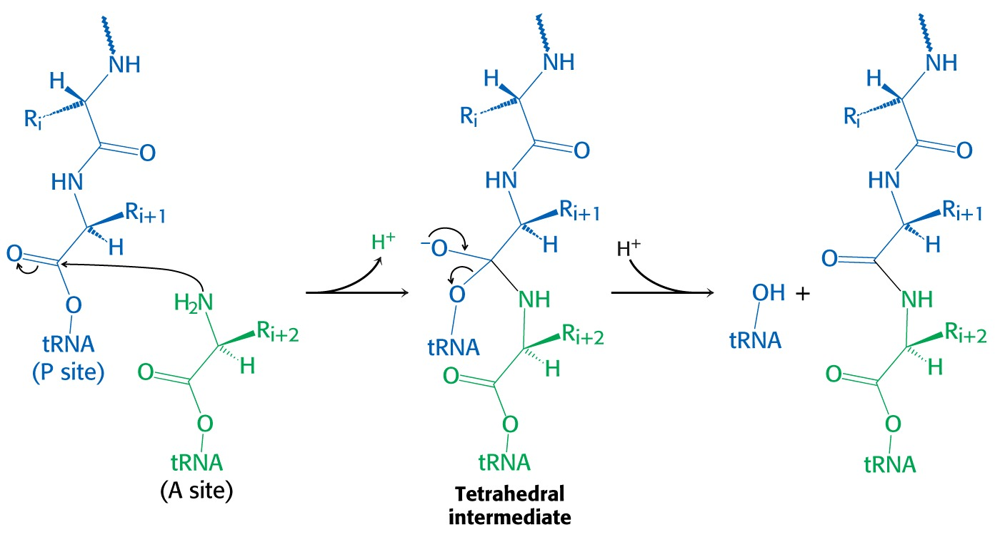 NH
H
Rᵢ
O
HN
Rᵢ₊₁
H
O
O
H₂N
tRNA
(P site)
Rᵢ₊₂
H
O
O
tRNA
(A site)
H⁺
NH
H
Rᵢ
O
HN
Rᵢ₊₁
H
⁻O
O
NH
tRNA
Rᵢ₊₂
H
O
O
tRNA
Tetrahedral
intermediate
H⁺
OH +
tRNA
NH
H
Rᵢ
O
HN
Rᵢ₊₁
H
O
NH
Rᵢ₊₂
H
O
O
tRNA